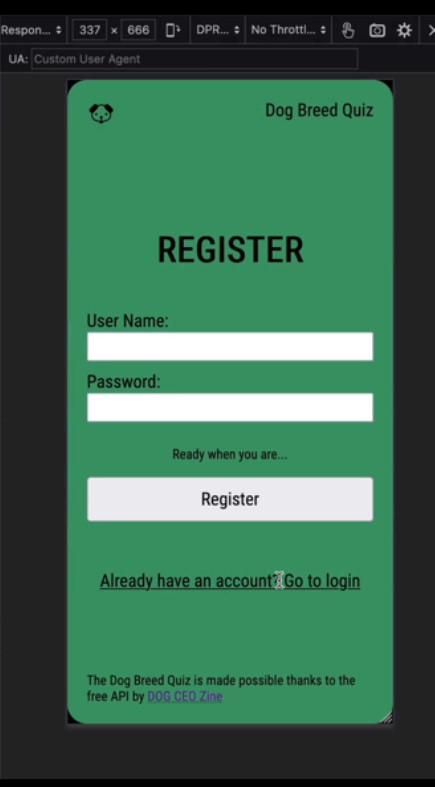 Respon...
337 × 666
DPR...
No Throttl...
UA: Custom User Agent
Dog Breed Quiz
REGISTER
User Name:
Password:
Ready when you are...
Register
Already have an account? Go to login
The Dog Breed Quiz is made possible thanks to the
free API by DOG CEO Zine